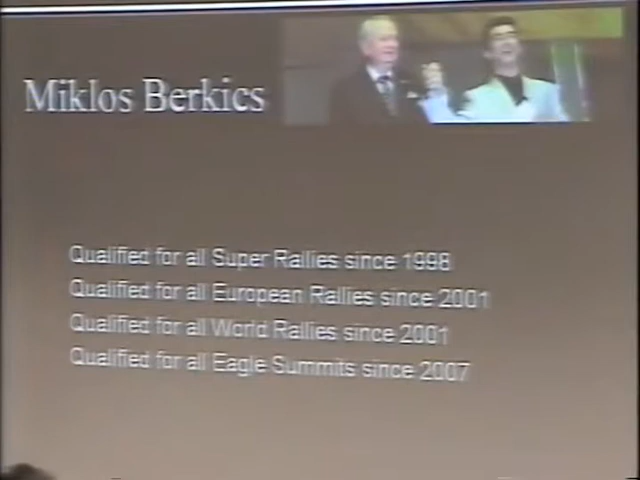 Miklos Berkics
Qualified for all Super Rallies since 1998
Qualified for all European Rallies since 2001
Qualified for all World Rallies since 2001
Qualified for all Eagle Summits since 2007